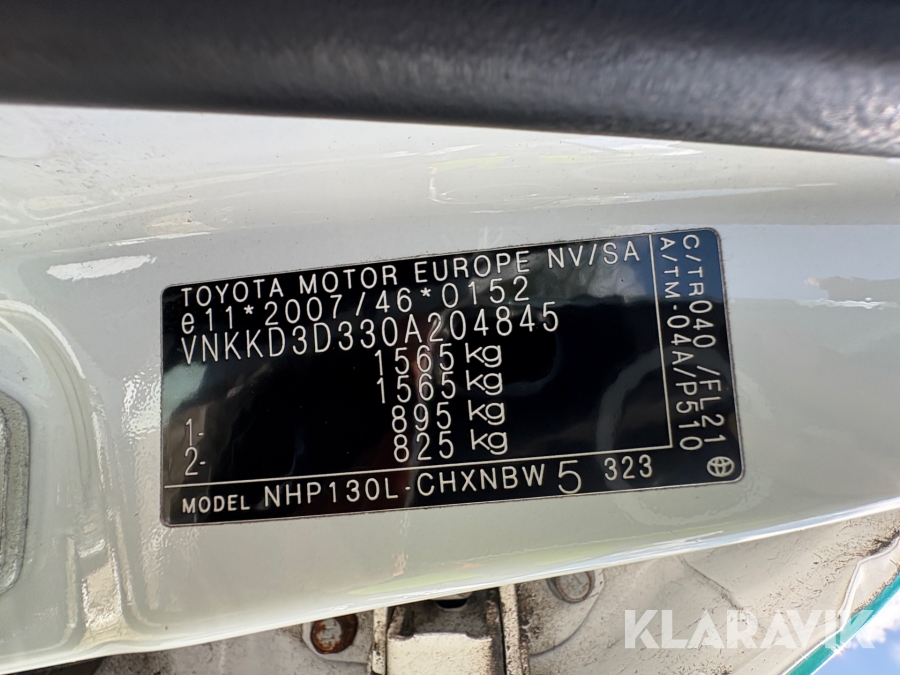 TOYOTA MOTOR EUROPE NV/SA
e11*2007/46*0152
VNKKD3D330A204845
1565 kg
1565 kg
1- 895 kg
2- 825 kg
MODEL NHP130L-CHXNBW 5 323
C/TR 040 /FL21
A/TM-04A/P510
KLARAVIK